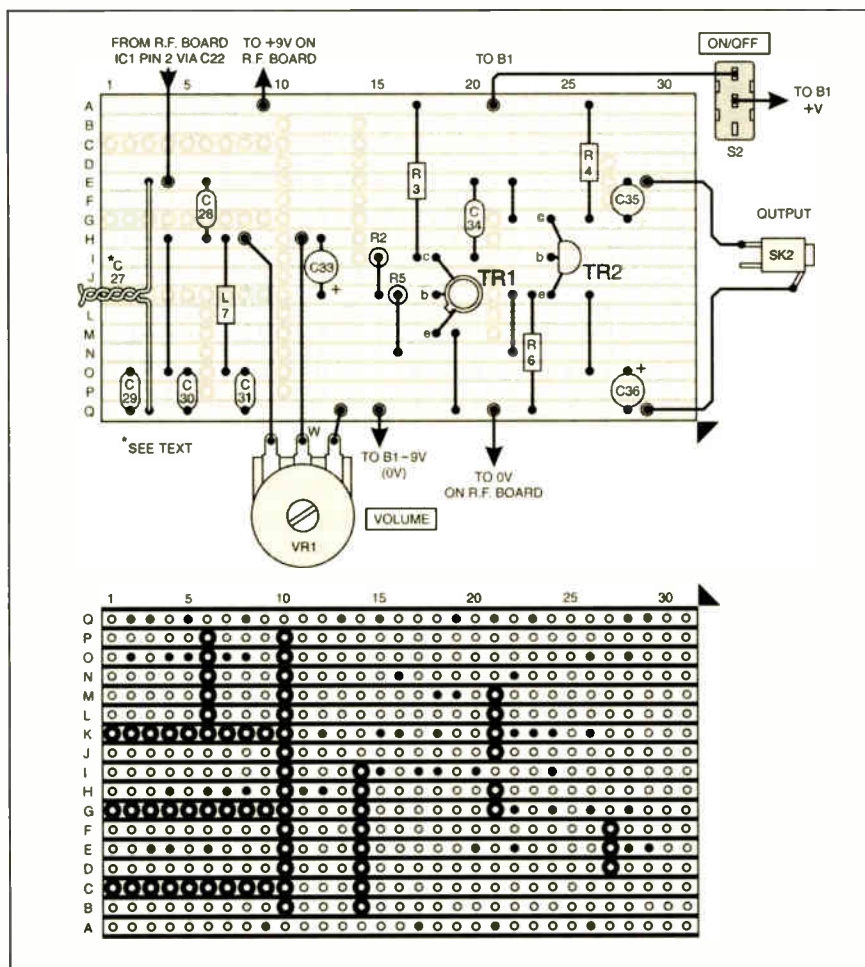 FROM R.F. BOARD
IC1 PIN 2 VIA C22
TO +9V ON
R.F. BOARD
TO B1
ON/OFF
1 5 10 15 20 25 30
TO B1
+V
S2
A
B
C
D
E
F
G
H
I
J
L
M
N
O
P
Q
C
28
*C
27
L
7
C
29
C
30
C
31
C33
+
R2
R5
R
3
C
34
c
b
e
TR1
R
4
c
b
e
TR2
R
6
C35
+
C36
OUTPUT
SK2
*SEE TEXT
W
TO B1-9V
(0V)
TO 0V
ON R.F. BOARD
VOLUME
VR1
1 5 10 15 20 25 30
Q
P
O
N
M
L
K
J
I
H
G
F
E
D
C
B
A